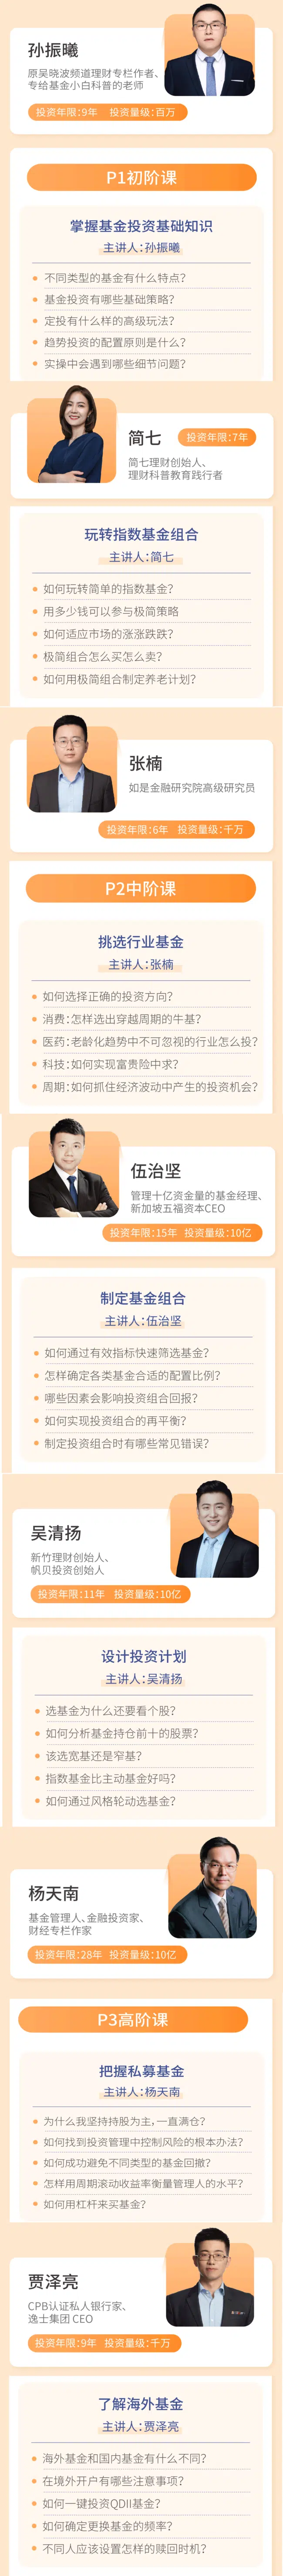 孙振曦
原吴晓波频道理财专栏作者、
专给基金小白科普的老师
投资年限:9年 投资量级:百万
P1初阶课
掌握基金投资基础知识
主讲人:孙振曦
不同类型的基金有什么特点?
基金投资有哪些基础策略?
定投有什么样的高级玩法?
趋势投资的配置原则是什么?
实操中会遇到哪些细节问题?
简七
投资年限:7年
简七理财创始人、
理财科普教育践行者
玩转指数基金组合
主讲人:简七
如何玩转简单的指数基金?
用多少钱可以参与极简策略
如何适应市场的涨涨跌跌?
极简组合怎么买怎么卖?
如何用极简组合制定养老计划?
张楠
如是金融研究院高级研究员
投资年限:6年 投资量级:千万
P2中阶课
挑选行业基金
主讲人:张楠
如何选择正确的投资方向?
消费:怎样选出穿越周期的牛基?
医药:老龄化趋势中不可忽视的行业怎么投?
科技:如何实现富贵险中求?
周期:如何抓住经济波动中产生的投资机会?
伍治坚
管理十亿资金量的基金经理、
新加坡五福资本CEO
投资年限:15年 投资量级:10亿
制定基金组合
主讲人:伍治坚
如何通过有效指标快速筛选基金?
怎样确定各类基金合适的配置比例?
哪些因素会影响投资组合回报?
如何实现投资组合的再平衡?
制定投资组合时有哪些常见错误?
吴清扬
新竹理财创始人、
帆贝投资创始人
投资年限:11年 投资量级:10亿
设计投资计划
主讲人:吴清扬
选基金为什么还要看个股?
如何分析基金持仓前十的股票?
该选宽基还是窄基?
指数基金比主动基金好吗?
如何通过风格轮动选基金?
杨天南
基金管理人、金融投资家、
财经专栏作家
投资年限:28年 投资量级:10亿
P3高阶课
把握私募基金
主讲人:杨天南
为什么我坚持持股为主,一直满仓?
如何找到投资管理中控制风险的根本办法?
如何成功避免不同类型的基金回撤?
怎样用周期滚动收益率衡量管理人的水平?
如何用杠杆来买基金?
贾泽亮
CPB认证私人银行家、
逸士集团 CEO
投资年限:9年 投资量级:千万
了解海外基金
主讲人:贾泽亮
海外基金和国内基金有什么不同?
在境外开户有哪些注意事项?
如何一键投资QDII基金?
如何确定更换基金的频率?
不同人应该设置怎样的赎回时机?